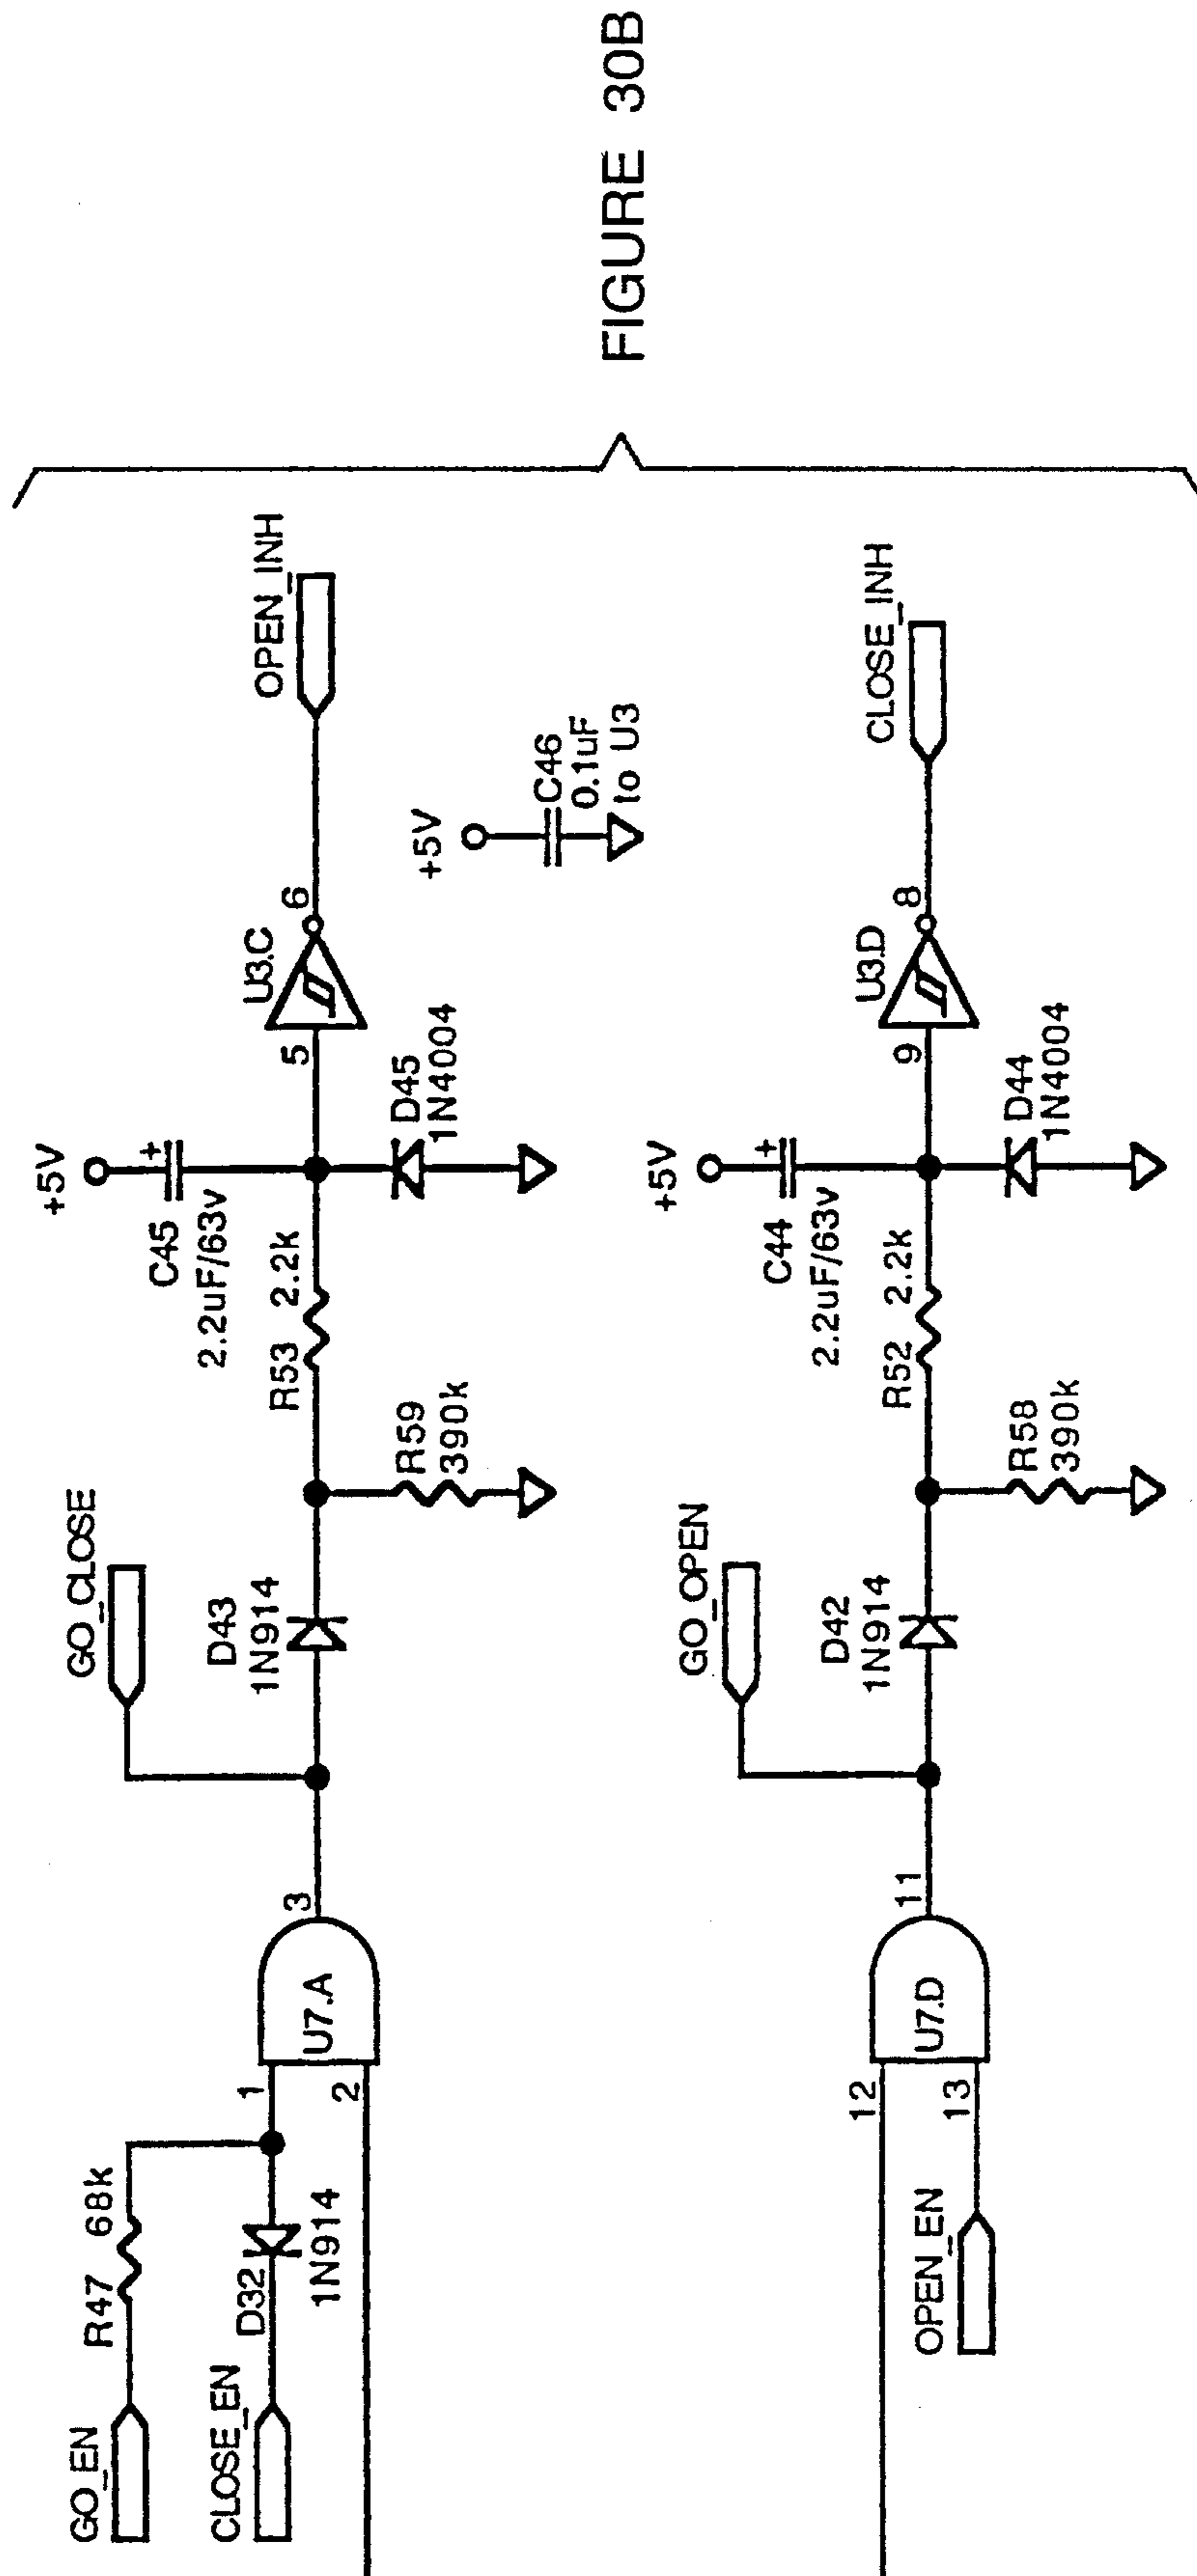 GO_EN
R47 68k
CLOSE_EN
D32
1N914
1
2
U7.A
3
GO_CLOSE
D43
1N914
R59
390k
R53 2.2k
+5V
C45
2.2uF/63v
+
D45
1N4004
5
U3.C
6
OPEN_INH
+5V
C46
0.1uF
to U3
OPEN_EN
12
13
U7.D
11
GO_OPEN
D42
1N914
R58
390k
R52 2.2k
+5V
C44
2.2uF/63v
+
D44
1N4004
9
U3.D
8
CLOSE_INH
FIGURE 30B